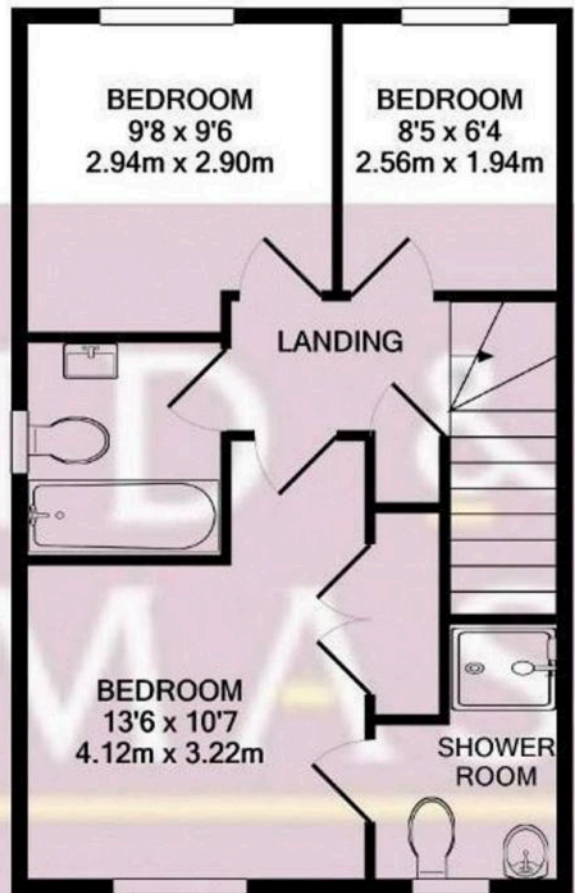 BEDROOM
9'8 x 9'6
2.94m x 2.90m
BEDROOM
8'5 x 6'4
2.56m x 1.94m
LANDING
D &
MAS
BEDROOM
13'6 x 10'7
4.12m x 3.22m
SHOWER
ROOM